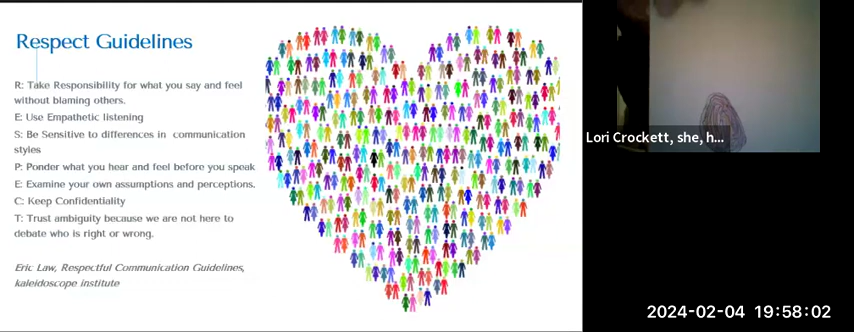 Respect Guidelines
R: Take Responsibility for what you say and feel
without blaming others.
E: Use Empathetic listening
S: Be Sensitive to differences in  communication
styles
P: Ponder what you hear and feel before you speak
E: Examine your own assumptions and perceptions.
C: Keep Confidentiality
T: Trust ambiguity because we are not here to
debate who is right or wrong.
Eric Law, Respectful Communication Guidelines,
kaleidoscope institute
Lori Crockett, she, h...
2024-02-04 19:58:02